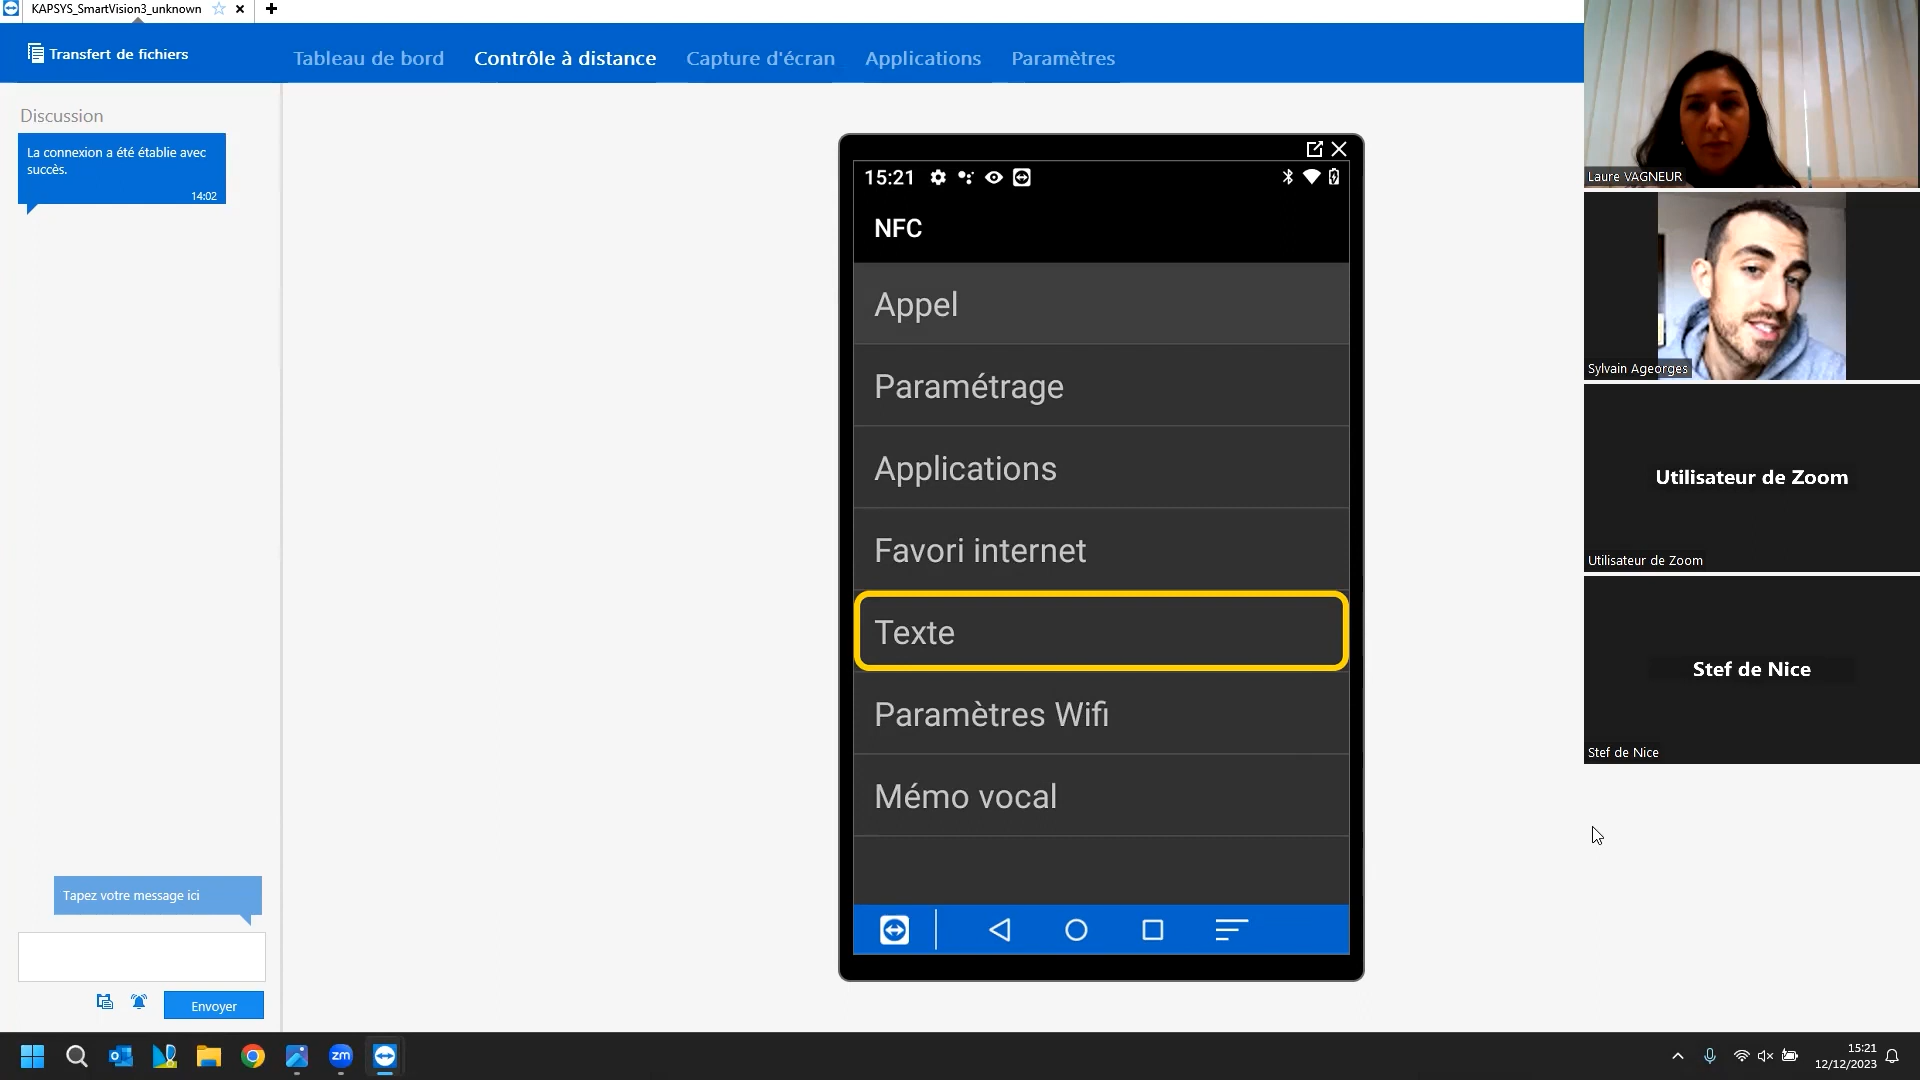 KAPSYS_SmartVision3_unknown
Transfert de fichiers
Tableau de bord
Contrôle à distance
Capture d'écran
Applications
Paramètres
Discussion
La connexion a été établie avec
succès.
14:02
15:21
NFC
Appel
Paramétrage
Applications
Favori internet
Texte
Paramètres Wifi
Mémo vocal
Tapez votre message ici
Envoyer
Laure VAGNEUR
Sylvain Ageorges
Utilisateur de Zoom
Utilisateur de Zoom
Stef de Nice
Stef de Nice
zm
15:21
12/12/2023